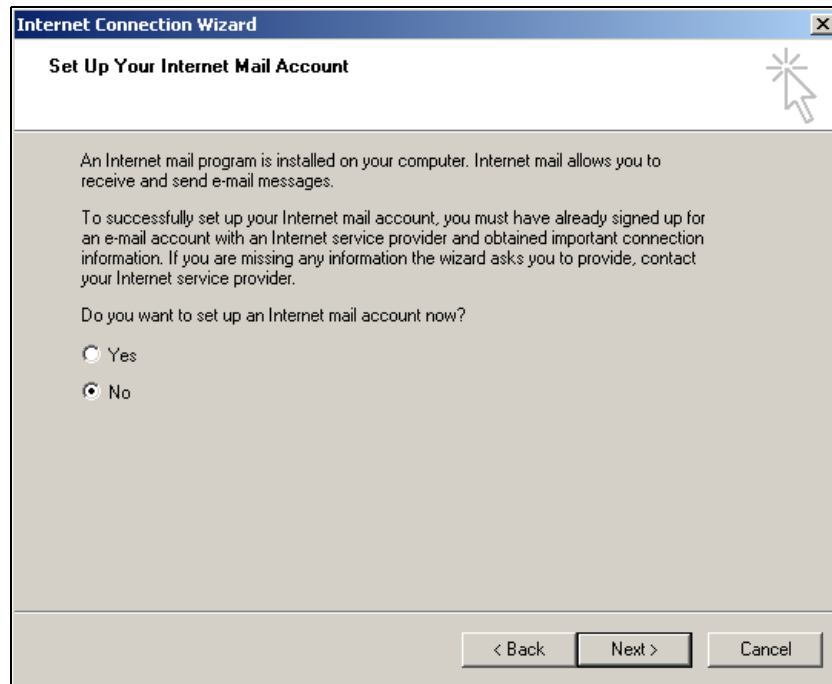 Internet Connection Wizard
Set Up Your Internet Mail Account
An Internet mail program is installed on your computer. Internet mail allows you to
receive and send e-mail messages.
To successfully set up your Internet mail account, you must have already signed up for
an e-mail account with an Internet service provider and obtained important connection
information. If you are missing any information the wizard asks you to provide, contact
your Internet service provider.
Do you want to set up an Internet mail account now?
Yes
No
< Back Next > Cancel